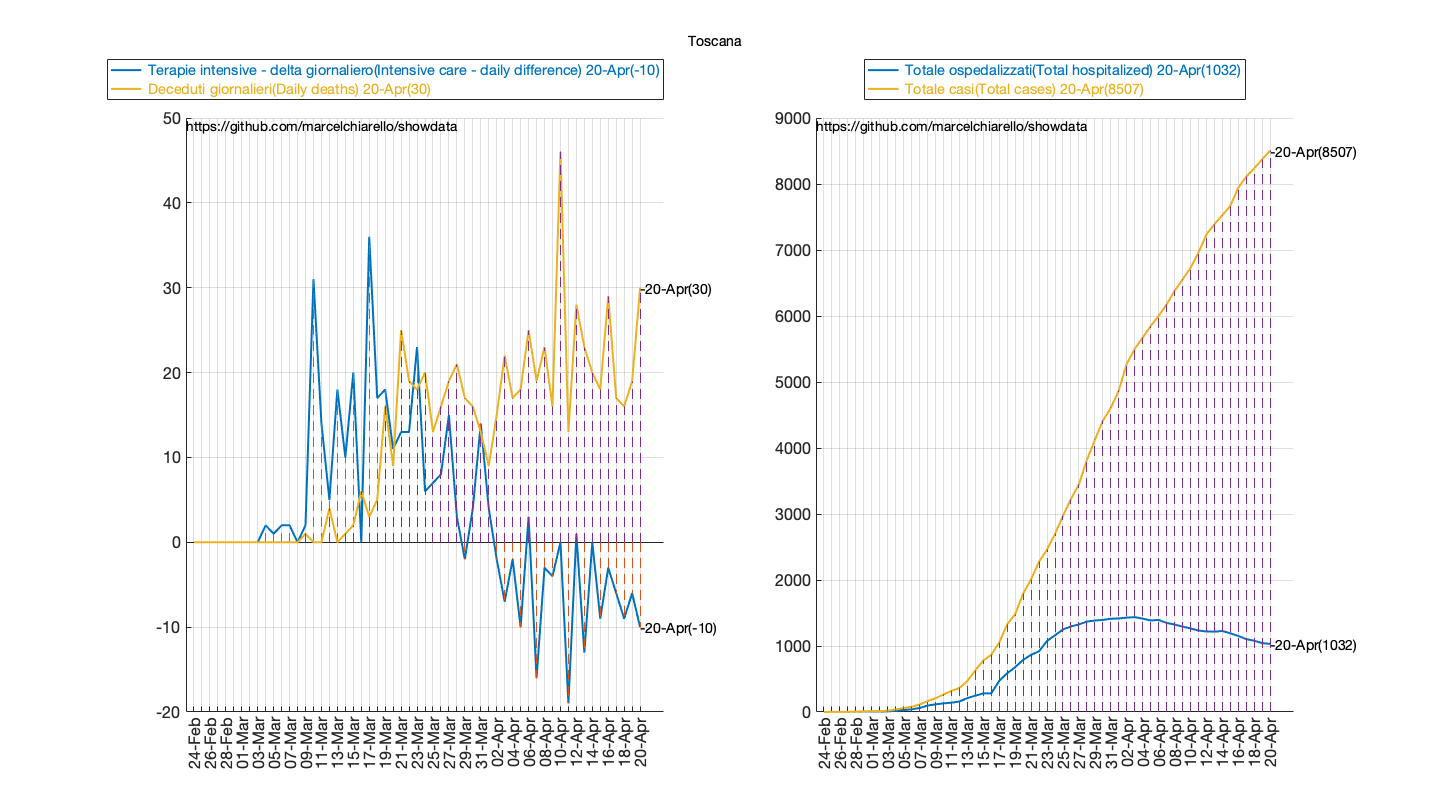 Toscana
Terapie intensive - delta giornaliero(Intensive care - daily difference) 20-Apr(-10)
Deceduti giornalieri(Daily deaths) 20-Apr(30)
https://github.com/marcelchiarello/showdata
50
40
30
20
10
0
-10
-20
-20-Apr(30)
-20-Apr(-10)
24-Feb
26-Feb
28-Feb
01-Mar
03-Mar
05-Mar
07-Mar
09-Mar
11-Mar
13-Mar
15-Mar
17-Mar
19-Mar
21-Mar
23-Mar
25-Mar
27-Mar
29-Mar
31-Mar
02-Apr
04-Apr
06-Apr
08-Apr
10-Apr
12-Apr
14-Apr
16-Apr
18-Apr
20-Apr
Totale ospedalizzati(Total hospitalized) 20-Apr(1032)
Totale casi(Total cases) 20-Apr(8507)
https://github.com/marcelchiarello/showdata
9000
8000
7000
6000
5000
4000
3000
2000
1000
0
-20-Apr(8507)
-20-Apr(1032)
24-Feb
26-Feb
28-Feb
01-Mar
03-Mar
05-Mar
07-Mar
09-Mar
11-Mar
13-Mar
15-Mar
17-Mar
19-Mar
21-Mar
23-Mar
25-Mar
27-Mar
29-Mar
31-Mar
02-Apr
04-Apr
06-Apr
08-Apr
10-Apr
12-Apr
14-Apr
16-Apr
18-Apr
20-Apr